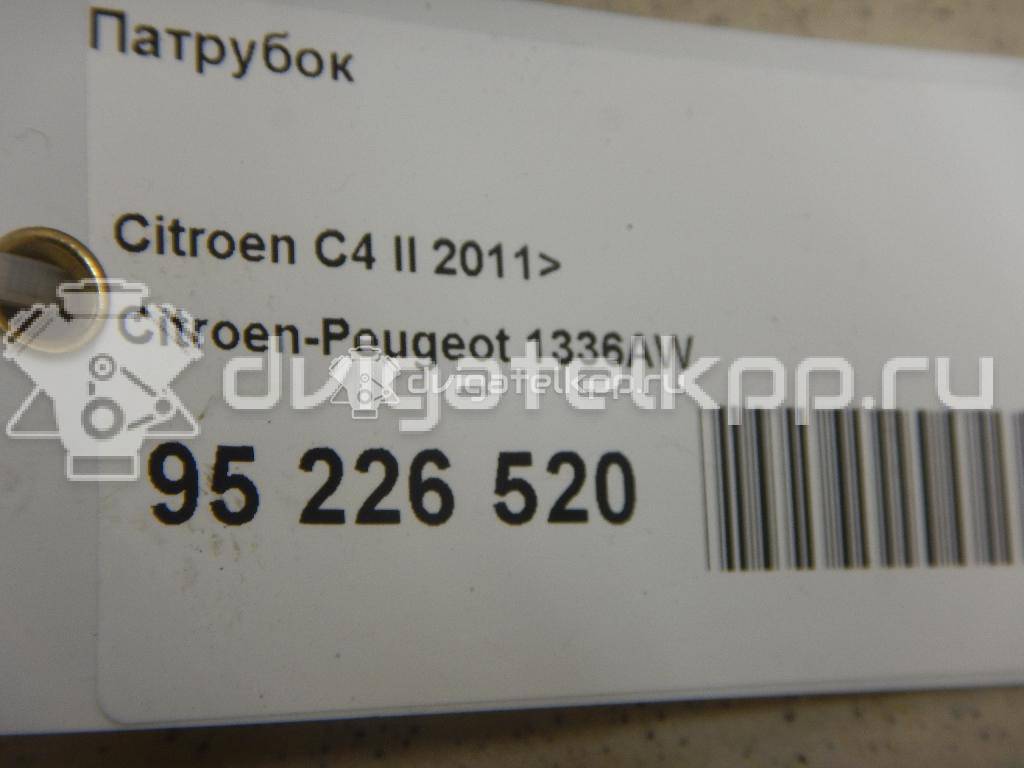 Патрубок
Citroen C4 II 2011>
Citroen-Peugeot 1336AW
dvigatelkpp.ru
dvigatelkpp.ru
95 226 520